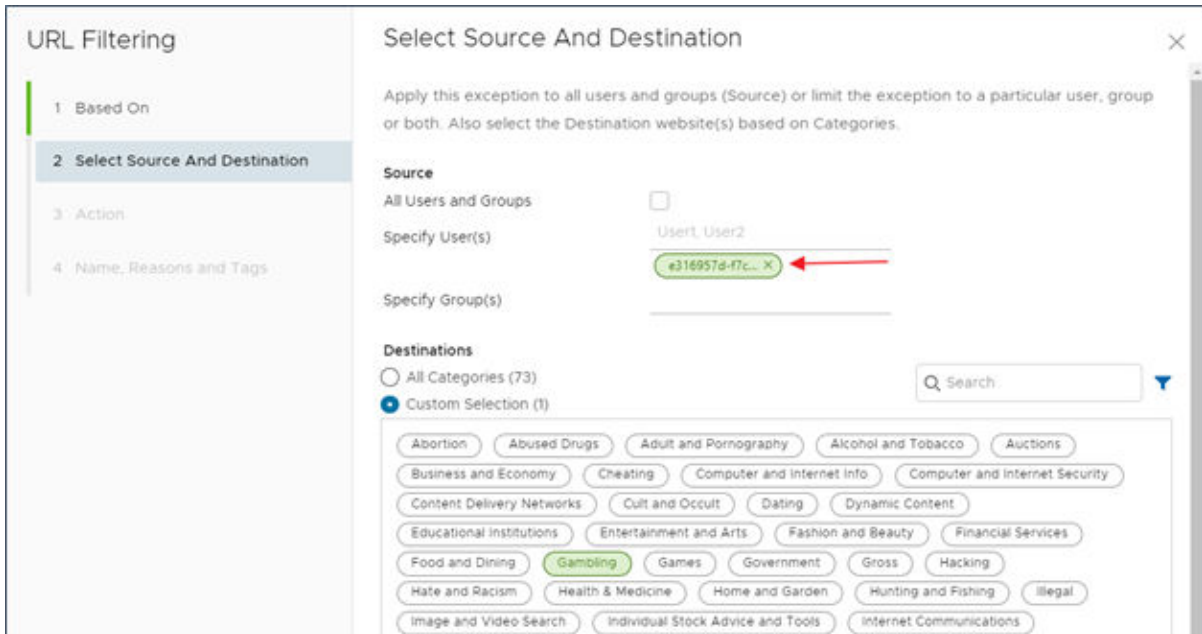 URL Filtering
1 Based On
2 Select Source And Destination
3 Action
4 Name, Reasons and Tags
Select Source And Destination
Apply this exception to all users and groups (Source) or limit the exception to a particular user, group
or both. Also select the Destination website(s) based on Categories.
Source
All Users and Groups
Specify User(s) User1, User2
e316957d-f7c... ×
Specify Group(s)
Destinations
All Categories (73)
Search
Custom Selection (1)
Abortion Abused Drugs Adult and Pornography Alcohol and Tobacco Auctions
Business and Economy Cheating Computer and Internet Info Computer and Internet Security
Content Delivery Networks Cult and Occult Dating Dynamic Content
Educational Institutions Entertainment and Arts Fashion and Beauty Financial Services
Food and Dining Gambling Games Government Gross Hacking
Hate and Racism Health & Medicine Home and Garden Hunting and Fishing Illegal
Image and Video Search Individual Stock Advice and Tools Internet Communications